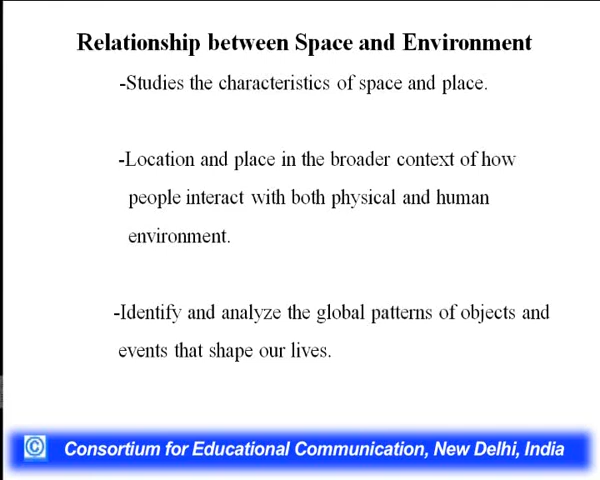 Relationship between Space and Environment
-Studies the characteristics of space and place.
-Location and place in the broader context of how
people interact with both physical and human
environment.
-Identify and analyze the global patterns of objects and
events that shape our lives.
© Consortium for Educational Communication, New Delhi, India